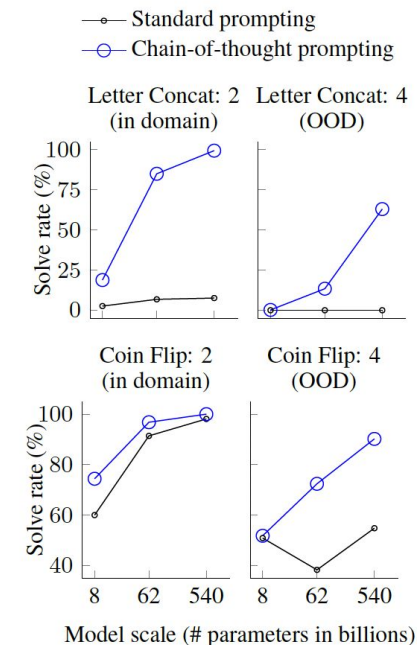 Standard prompting
Chain-of-thought prompting
Letter Concat: 2 Letter Concat: 4
(in domain) (OOD)
100
75
50
25
0
Solve rate (%)
Coin Flip: 2 Coin Flip: 4
(in domain) (OOD)
100
80
60
40
Solve rate (%)
8 62 540 8 62 540
Model scale (# parameters in billions)